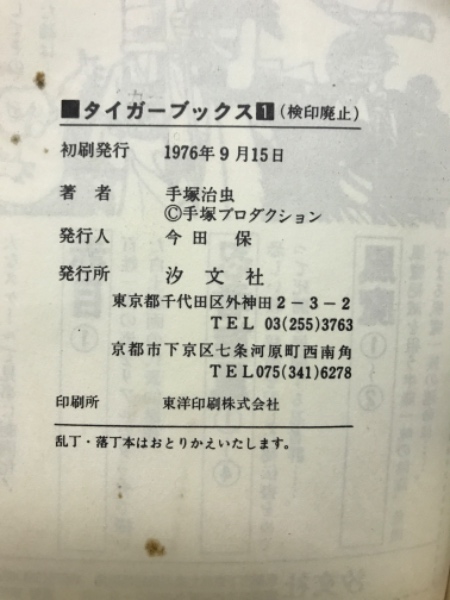 ■タイガーブックス1(検印廃止)
初刷発行 1976年9月15日
著者 手塚治虫
©手塚プロダクション
発行人 今田保
発行所 汐文社
東京都千代田区外神田2-3-2
TEL 03(255)3763
京都市下京区七条河原町西南角
TEL075(341)6278
印刷所 東洋印刷株式会社
乱丁・落丁本はおとりかえいたします。